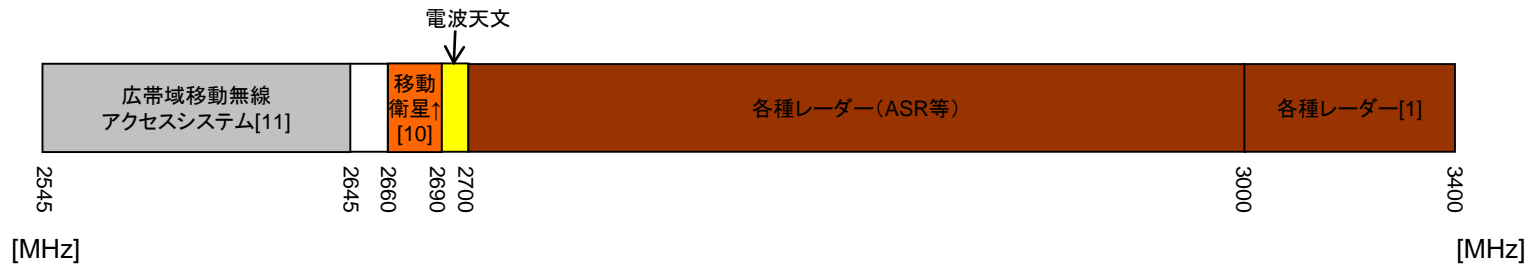 電波天文
広帯域移動無線
アクセスシステム[11]
移動
衛星↑
[10]
各種レーダー（ASR等）
各種レーダー[1]
2545
2645
2660
2690
2700
3000
3400
[MHz]
[MHz]